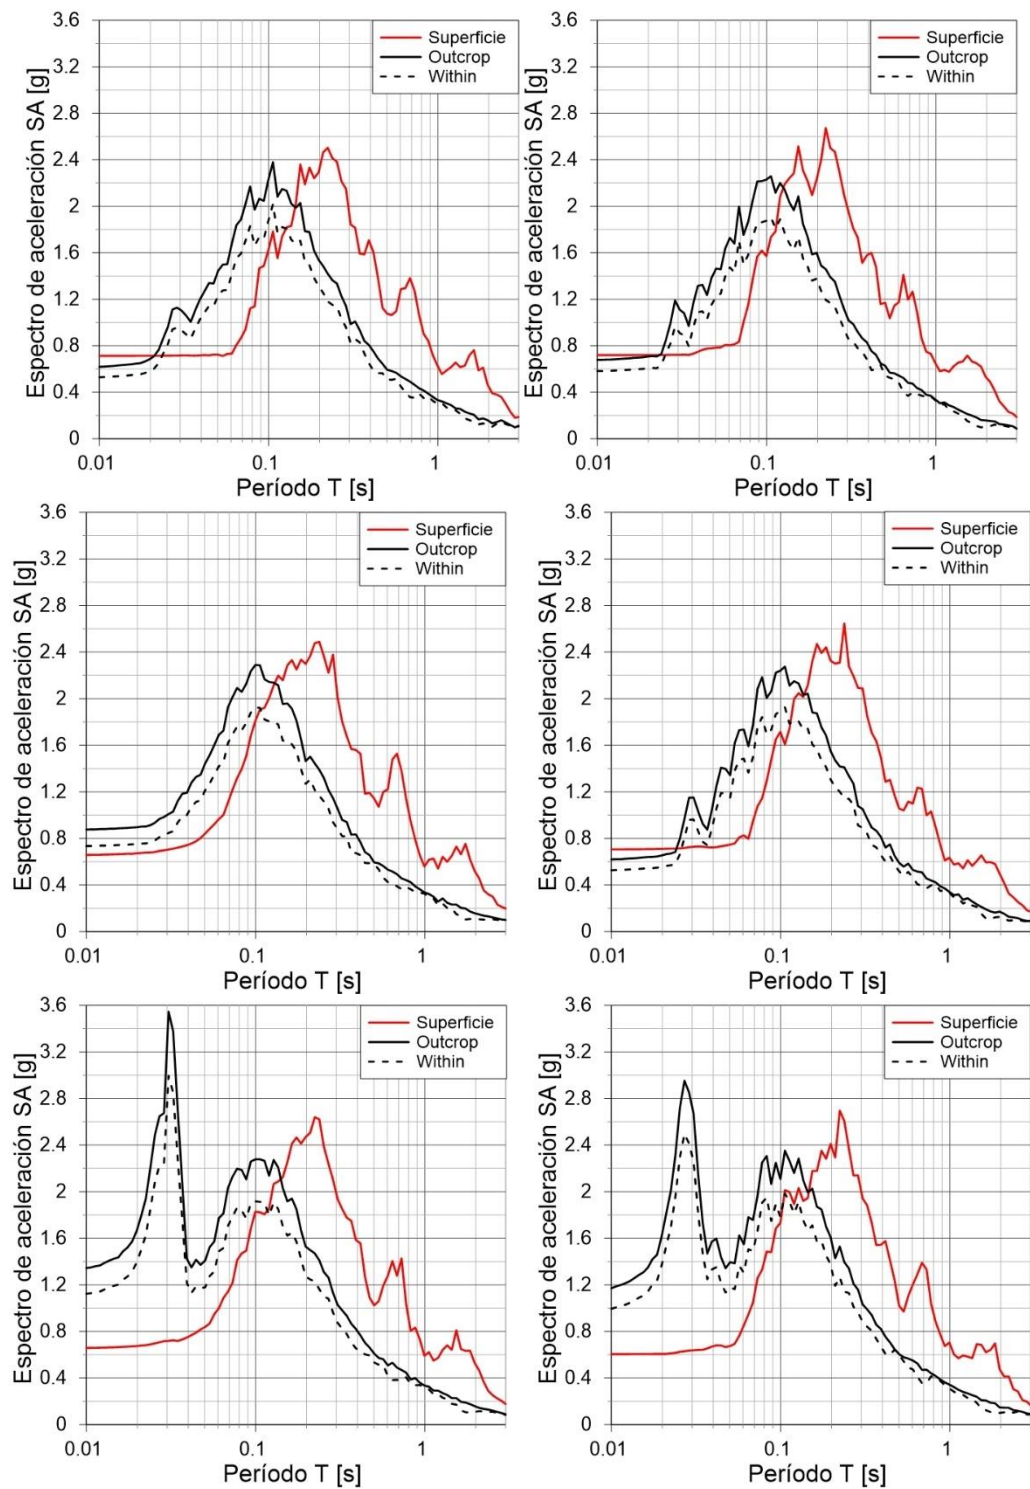 Espectro de aceleración SA [g]
3.6
3.2
2.8
2.4
2
1.6
1.2
0.8
0.4
0
Superficie
Outcrop
Within
0.01
0.1
1
Período T [s]
Espectro de aceleración SA [g]
3.6
3.2
2.8
2.4
2
1.6
1.2
0.8
0.4
0
Superficie
Outcrop
Within
0.01
0.1
1
Período T [s]
Espectro de aceleración SA [g]
3.6
3.2
2.8
2.4
2
1.6
1.2
0.8
0.4
0
Superficie
Outcrop
Within
0.01
0.1
1
Período T [s]
Espectro de aceleración SA [g]
3.6
3.2
2.8
2.4
2
1.6
1.2
0.8
0.4
0
Superficie
Outcrop
Within
0.01
0.1
1
Período T [s]
Espectro de aceleración SA [g]
3.6
3.2
2.8
2.4
2
1.6
1.2
0.8
0.4
0
Superficie
Outcrop
Within
0.01
0.1
1
Período T [s]
Espectro de aceleración SA [g]
3.6
3.2
2.8
2.4
2
1.6
1.2
0.8
0.4
0
Superficie
Outcrop
Within
0.01
0.1
1
Período T [s]